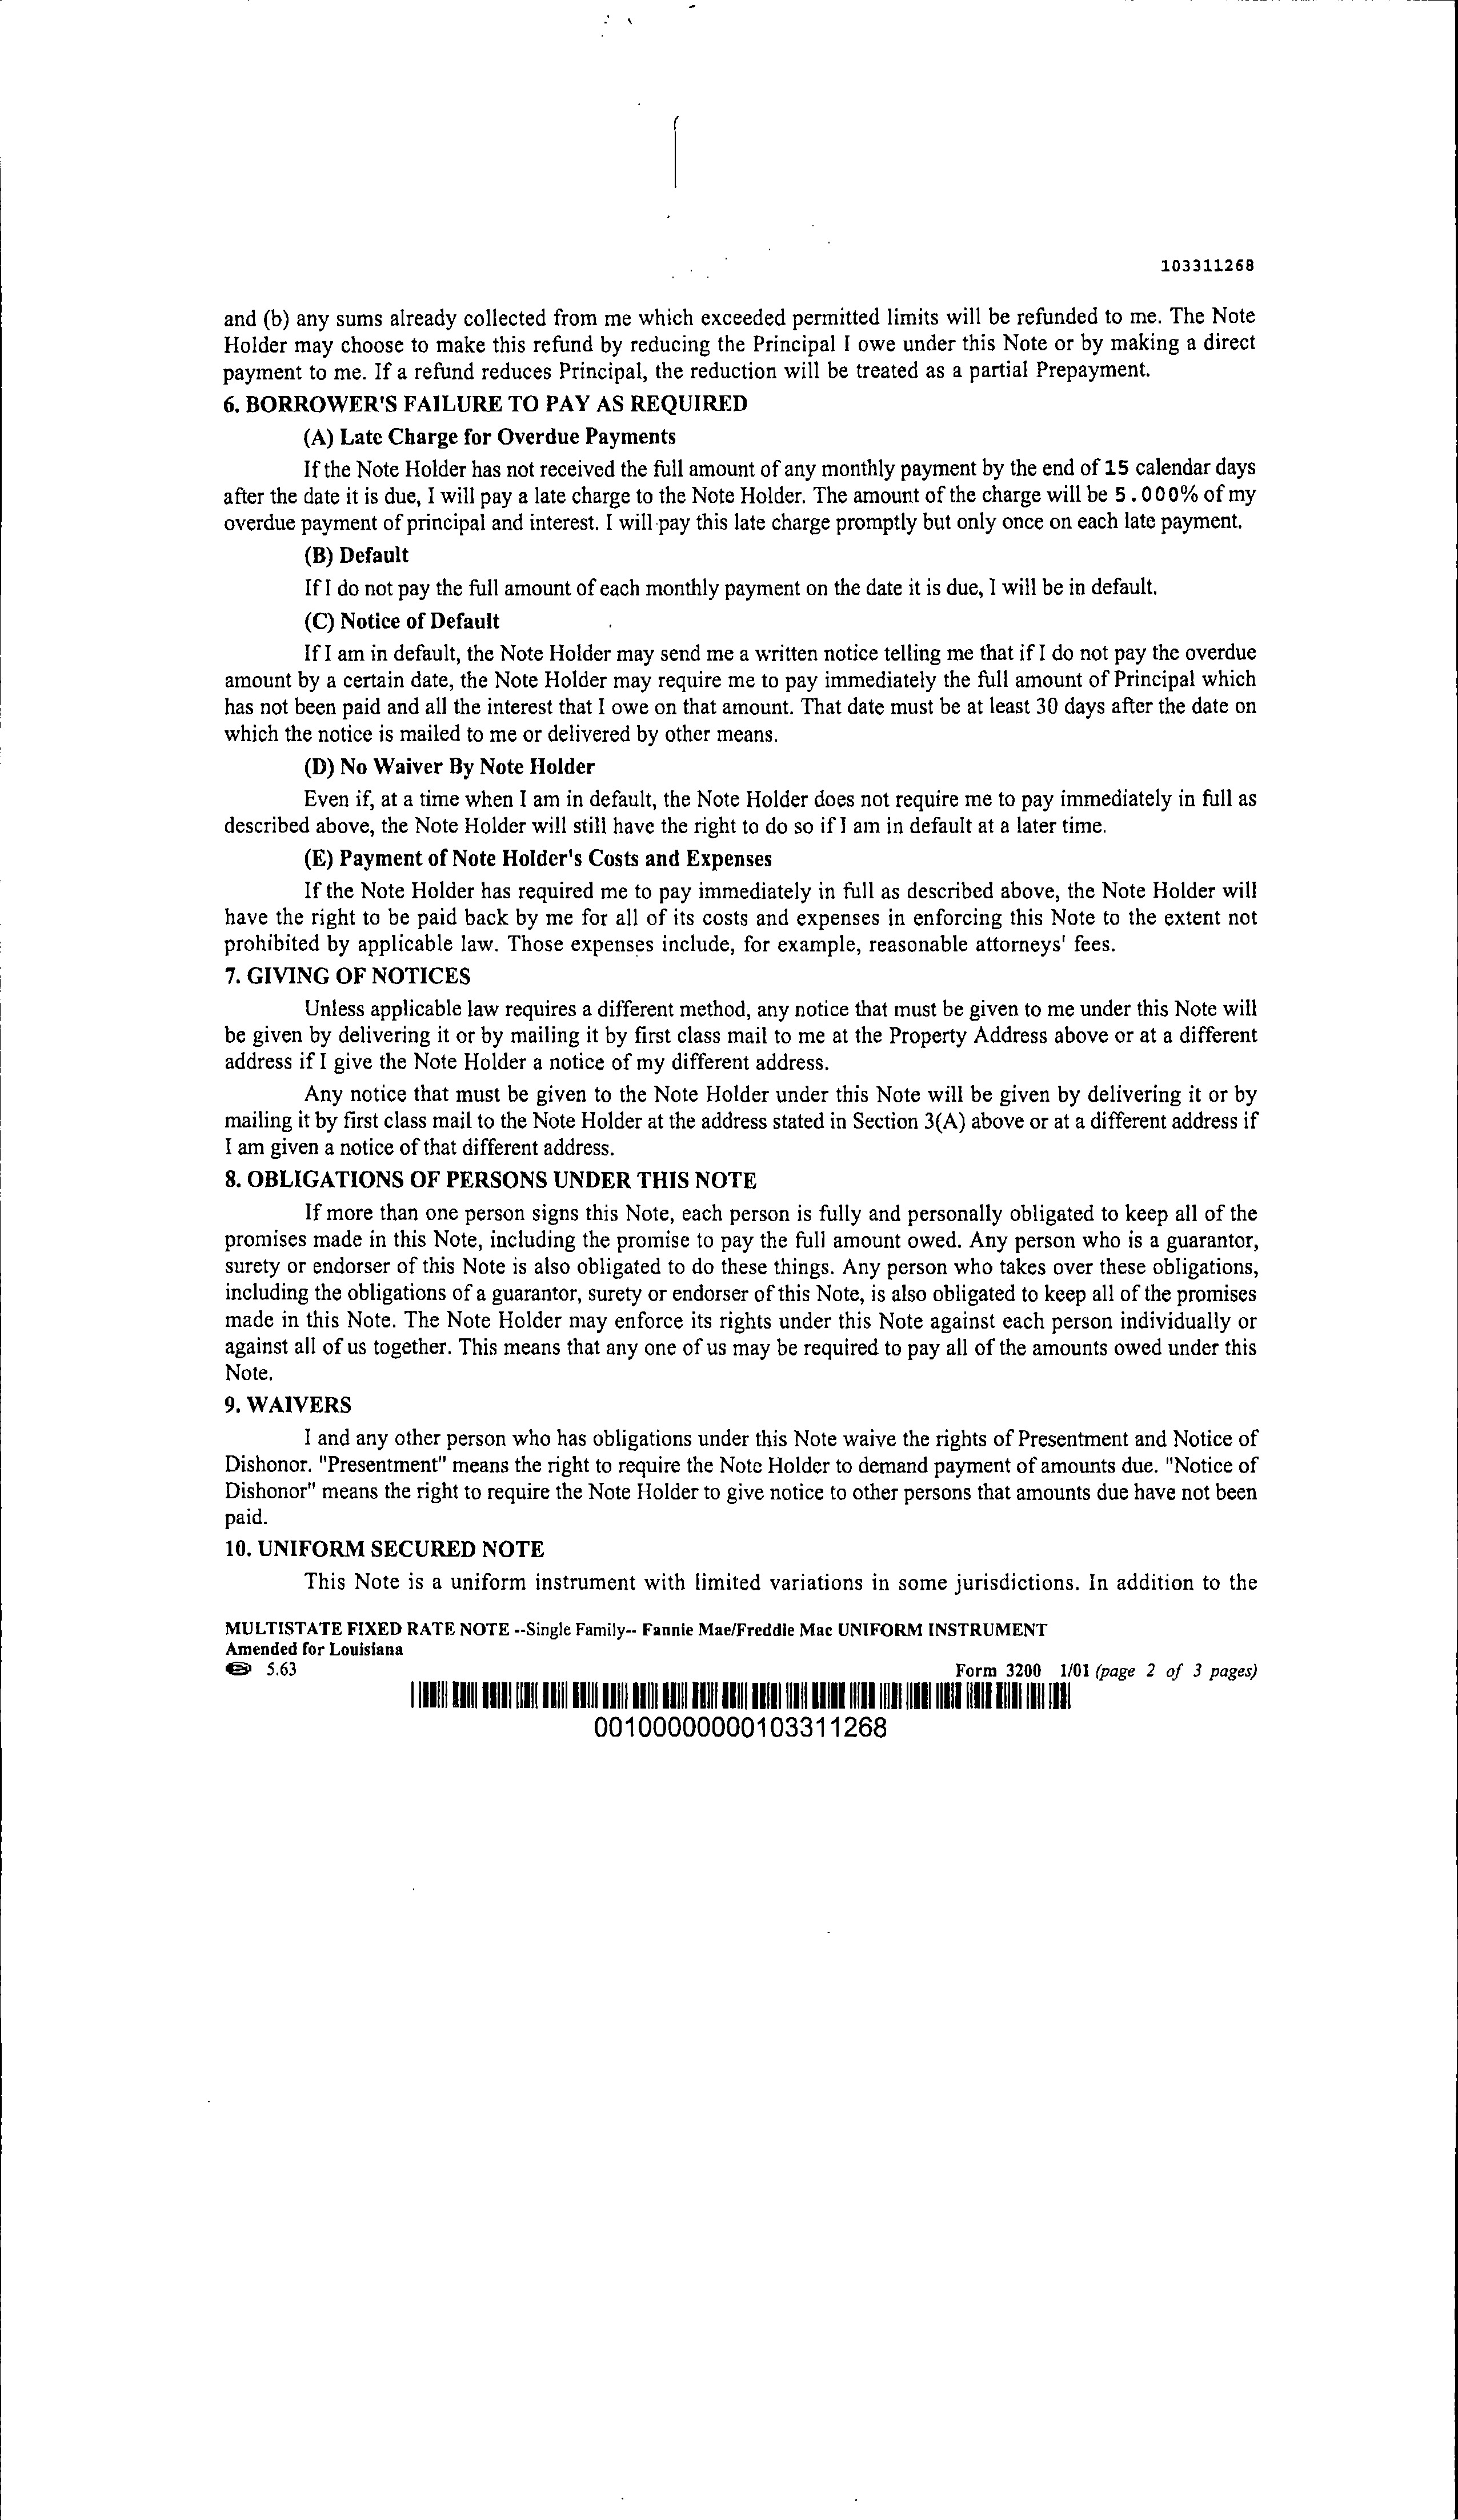 103311268
and (b) any sums already collected from me which exceeded permitted limits will be refunded to me. The Note
Holder may choose to make this refund by reducing the Principal I owe under this Note or by making a direct
payment to me. If a refund reduces Principal, the reduction will be treated as a partial Prepayment.
6. BORROWER'S FAILURE TO PAY AS REQUIRED
(A) Late Charge for Overdue Payments
If the Note Holder has not received the full amount of any monthly payment by the end of 15 calendar days
after the date it is due, I will pay a late charge to the Note Holder. The amount of the charge will be 5.000% of my
overdue payment of principal and interest. I will pay this late charge promptly but only once on each late payment.
(B) Default
If I do not pay the full amount of each monthly payment on the date it is due, I will be in default.
(C) Notice of Default
If I am in default, the Note Holder may send me a written notice telling me that if I do not pay the overdue
amount by a certain date, the Note Holder may require me to pay immediately the full amount of Principal which
has not been paid and all the interest that I owe on that amount. That date must be at least 30 days after the date on
which the notice is mailed to me or delivered by other means.
(D) No Waiver By Note Holder
Even if, at a time when I am in default, the Note Holder does not require me to pay immediately in full as
described above, the Note Holder will still have the right to do so if I am in default at a later time.
(E) Payment of Note Holder's Costs and Expenses
If the Note Holder has required me to pay immediately in full as described above, the Note Holder will
have the right to be paid back by me for all of its costs and expenses in enforcing this Note to the extent not
prohibited by applicable law. Those expenses include, for example, reasonable attorneys' fees.
7. GIVING OF NOTICES
Unless applicable law requires a different method, any notice that must be given to me under this Note will
be given by delivering it or by mailing it by first class mail to me at the Property Address above or at a different
address if I give the Note Holder a notice of my different address.
Any notice that must be given to the Note Holder under this Note will be given by delivering it or by
mailing it by first class mail to the Note Holder at the address stated in Section 3(A) above or at a different address if
I am given a notice of that different address.
8. OBLIGATIONS OF PERSONS UNDER THIS NOTE
If more than one person signs this Note, each person is fully and personally obligated to keep all of the
promises made in this Note, including the promise to pay the full amount owed. Any person who is a guarantor,
surety or endorser of this Note is also obligated to do these things. Any person who takes over these obligations,
including the obligations of a guarantor, surety or endorser of this Note, is also obligated to keep all of the promises
made in this Note. The Note Holder may enforce its rights under this Note against each person individually or
against all of us together. This means that any one of us may be required to pay all of the amounts owed under this
Note.
9. WAIVERS
I and any other person who has obligations under this Note waive the rights of Presentment and Notice of
Dishonor. "Presentment" means the right to require the Note Holder to demand payment of amounts due. "Notice of
Dishonor" means the right to require the Note Holder to give notice to other persons that amounts due have not been
paid.
10. UNIFORM SECURED NOTE
This Note is a uniform instrument with limited variations in some jurisdictions. In addition to the
MULTISTATE FIXED RATE NOTE --Single Family-- Fannie Mae/Freddie Mac UNIFORM INSTRUMENT
Amended for Louisiana
5.63 Form 3200 1/01 (page 2 of 3 pages)
00100000000103311268